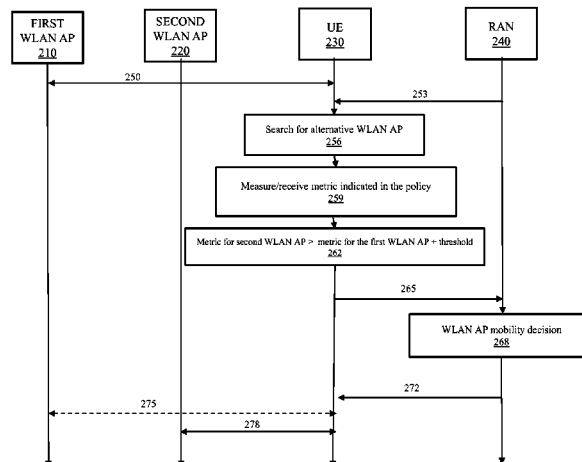 FIRST
WLAN AP
210
SECOND
WLAN AP
220
UE
230
RAN
240
250
253
Search for alternative WLAN AP
256
Measure/receive metric indicated in the policy
259
Metric for second WLAN AP > metric for the first WLAN AP + threshold
262
265
WLAN AP mobility decision
268
272
275
278